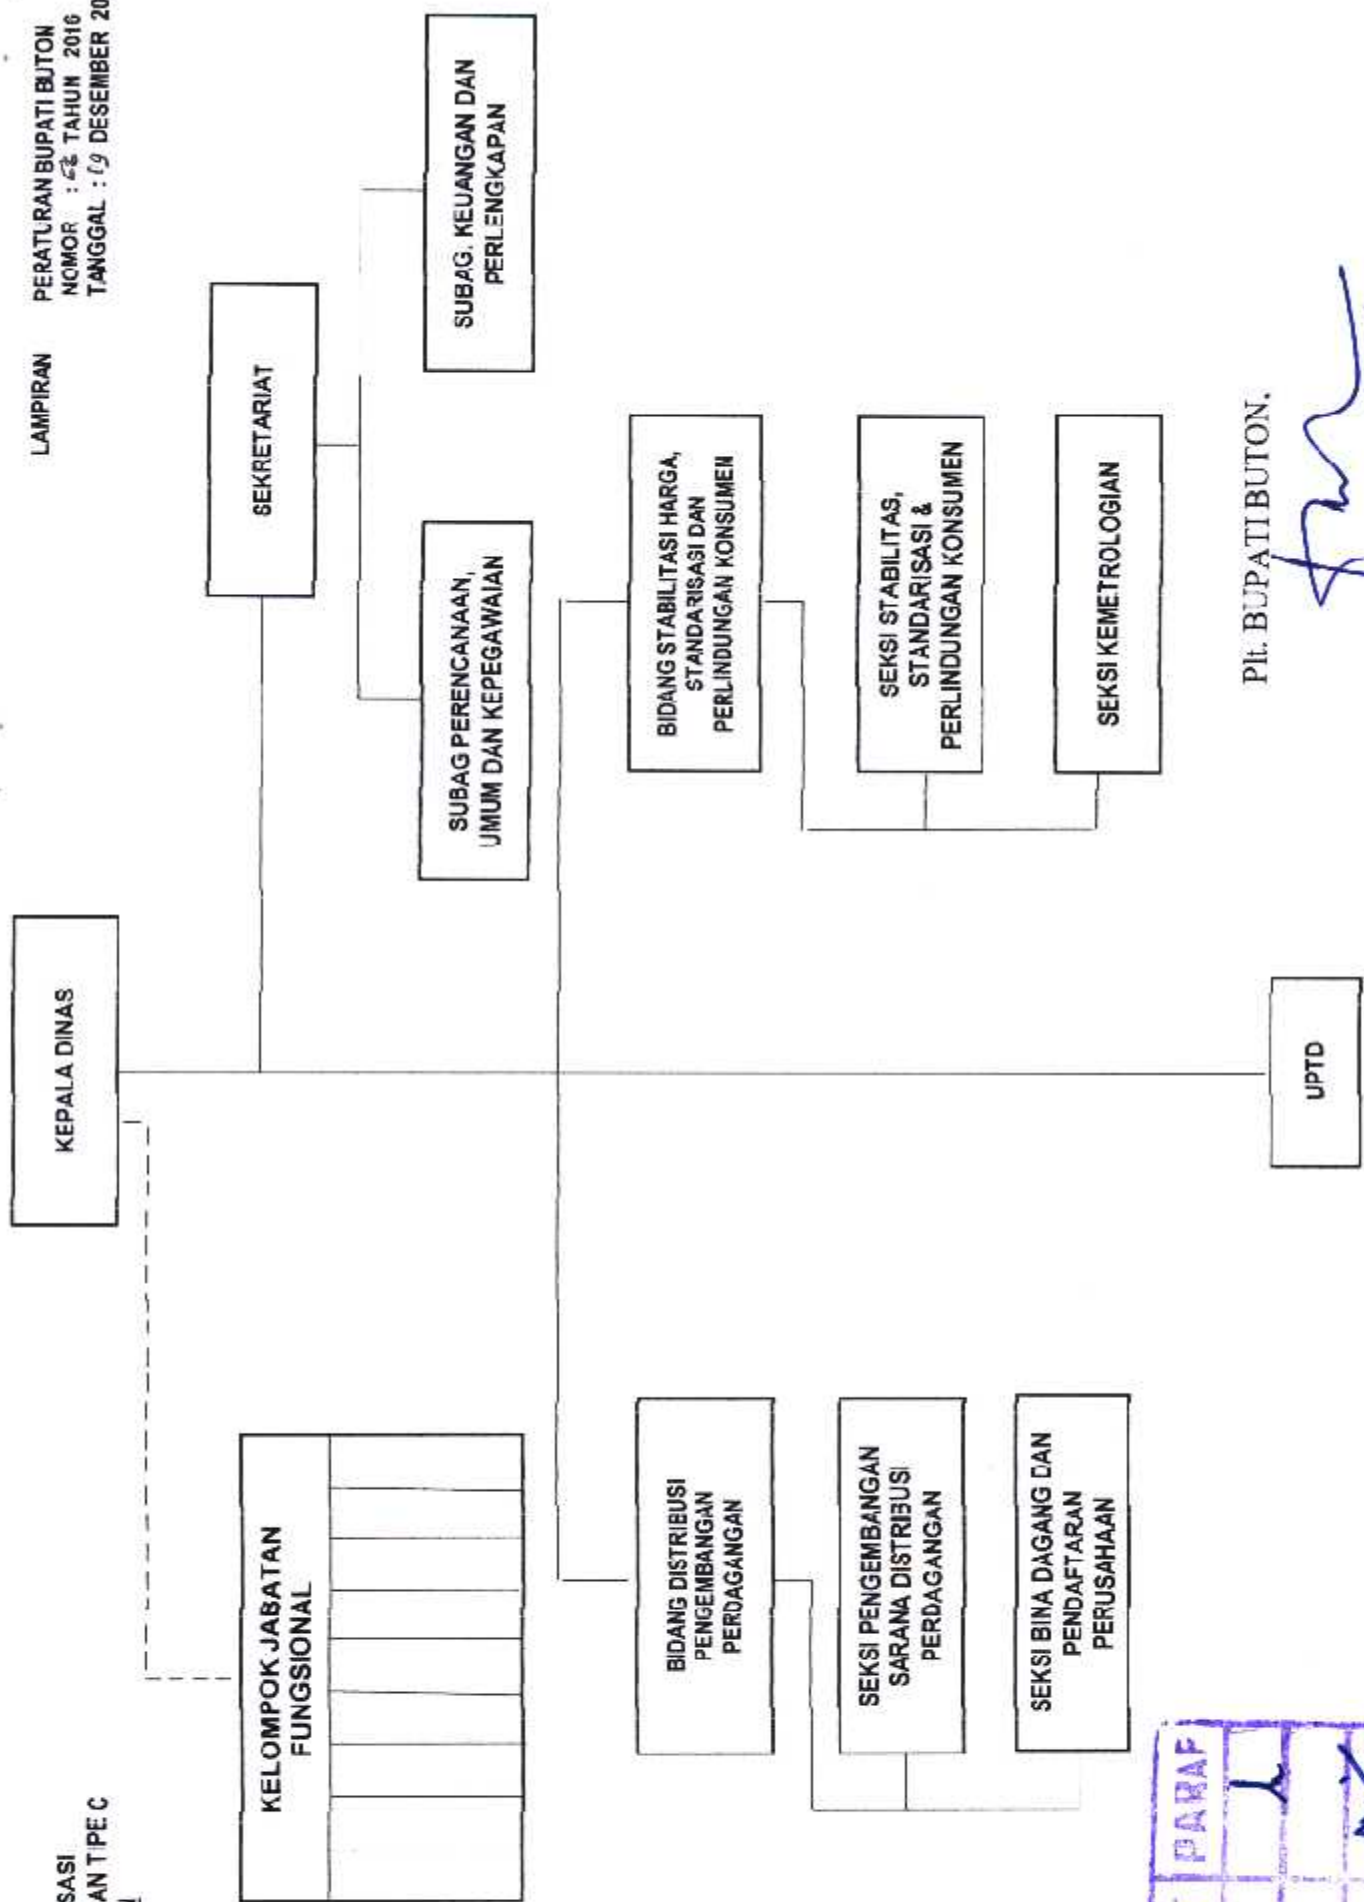 SASI
AN TIPE C
LAMPIRAN
PERATURAN BUPATI BUTON
NOMOR : TAHUN 2016
TANGGAL : 19 DESEMBER 20
KEPALA DINAS
KELOMPOK JABATAN
FUNGSIONAL
SEKRETARIAT
SUBAG PERENCANAAN,
UMUM DAN KEPEGAWAIAN
SUBAG. KEUANGAN DAN
PERLENGKAPAN
BIDANG DISTRIBUSI
PENGEMBANGAN
PERDAGANGAN
SEKSI PENGEMBANGAN
SARANA DISTRIBUSI
PERDAGANGAN
SEKSI BINA DAGANG DAN
PENDAFTARAN
PERUSAHAAN
BIDANG STABILITASI HARGA,
STANDARISASI DAN
PERLINDUNGAN KONSUMEN
SEKSI STABILITAS,
STANDARISASI &
PERLINDUNGAN KONSUMEN
SEKSI KEMETROLOGIAN
UPTD
PARAF
Plt. BUPATI BUTON,